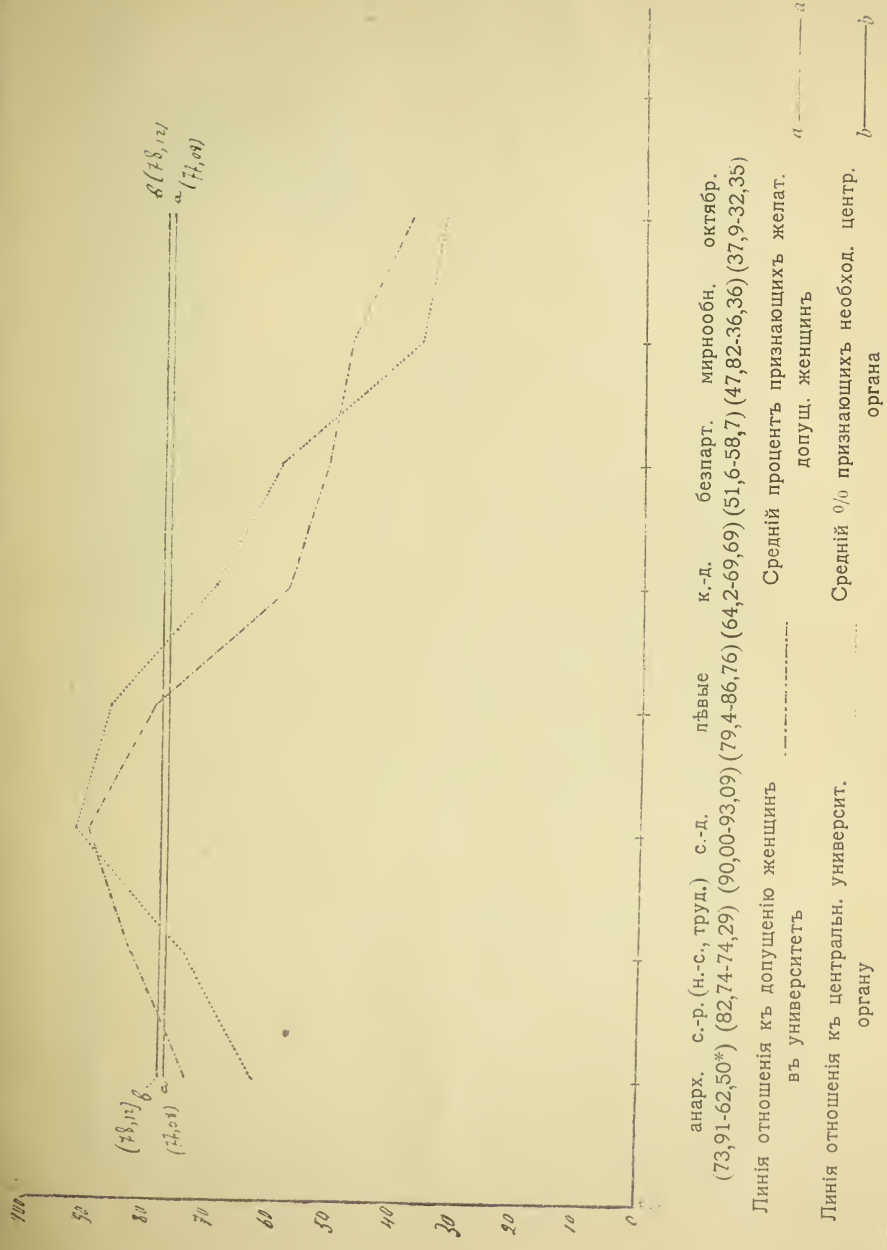 100
90
80
70
60
50
40
30
20
10
0
(78,12) в
(77,08) а
в (78,12)
а (77,08)
анарх. с.-р. (н.-с., труд.) с.-д. лѣвые к.-д. безпарт. мирнообн. октябр.
(73,91-62,50*) (82,74-74,29) (90,00-93,09) (79,4-86,76) (64,2-69,69) (51,6-58,7) (47,82-36,36) (37,9-32,35)
Линія отношенія къ допущенію женщинъ
въ университетъ
Средній процентъ признающихъ желат. a a
допущ. женщинъ
Линія отношенія къ центральн. университ.
органу
Средній % признающихъ необход. центр. b b
органа